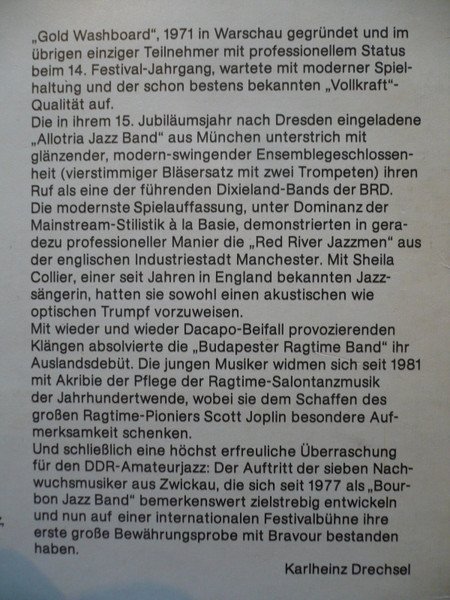 „Gold Washboard“, 1971 in Warschau gegründet und im
übrigen einziger Teilnehmer mit professionellem Status
beim 14. Festival-Jahrgang, wartete mit moderner Spiel-
haltung und der schon bestens bekannten „Vollkraft“-
Qualität auf.
Die in ihrem 15. Jubiläumsjahr nach Dresden eingeladene
„Allotria Jazz Band“ aus München unterstrich mit
glänzender, modern-swingender Ensemblegeschlossen-
heit (vierstimmiger Bläsersatz mit zwei Trompeten) ihren
Ruf als eine der führenden Dixieland-Bands der BRD.
Die modernste Spielauffassung, unter Dominanz der
Mainstream-Stilistik à la Basie, demonstrierten in gera-
dezu professioneller Manier die „Red River Jazzmen“ aus
der englischen Industriestadt Manchester. Mit Sheila
Collier, einer seit Jahren in England bekannten Jazz-
sängerin, hatten sie sowohl einen akustischen wie
optischen Trumpf vorzuweisen.
Mit wieder und wieder Dacapo-Beifall provozierenden
Klängen absolvierte die „Budapester Ragtime Band“ ihr
Auslandsdebüt. Die jungen Musiker widmen sich seit 1981
mit Akribie der Pflege der Ragtime-Salontanzmusik
der Jahrhundertwende, wobei sie dem Schaffen des
großen Ragtime-Pioniers Scott Joplin besondere Auf-
merksamkeit schenken.
Und schließlich eine höchst erfreuliche Überraschung
für den DDR-Amateurjazz: Der Auftritt der sieben Nach-
wuchsmusiker aus Zwickau, die sich seit 1977 als „Bour-
bon Jazz Band“ bemerkenswert zielstrebig entwickeln
und nun auf einer internationalen Festivalbühne ihre
erste große Bewährungsprobe mit Bravour bestanden
haben.
Karlheinz Drechsel